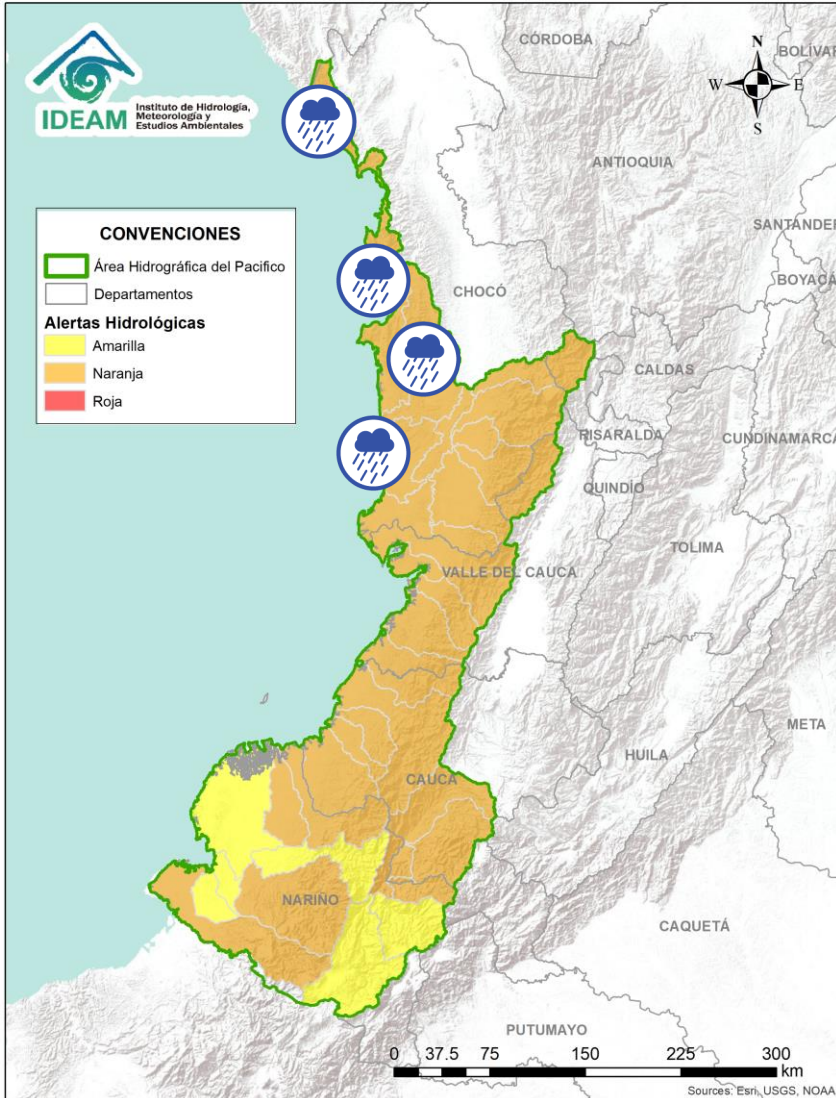 IDEAM
Instituto de Hidrología,
Meteorología y
Estudios Ambientales
CÓRDOBA
BOLÍVAR
N
W
E
S
ANTIOQUIA
SANTANDER
BOYACÁ
CONVENCIONES
Área Hidrográfica del Pacifico
Departamentos
Alertas Hidrológicas
Amarilla
Naranja
Roja
CHOCÓ
CALDAS
RISARALDA
CUNDINAMARCA
QUINDÍO
TOLIMA
VALLE DEL CAUCA
META
HUILA
CAUCA
NARIÑO
CAQUETÁ
PUTUMAYO
0 37.5 75 150 225 300
km
Sources: Esri, USGS, NOAA